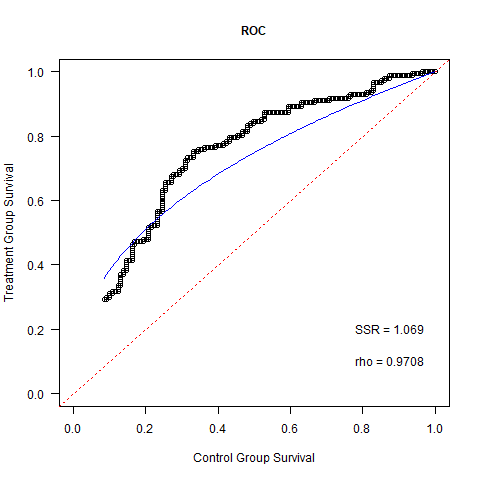 ROC
Treatment Group Survival
1.0
0.8
0.6
0.4
0.2
0.0
SSR = 1.069
rho = 0.9708
0.0 0.2 0.4 0.6 0.8 1.0
Control Group Survival